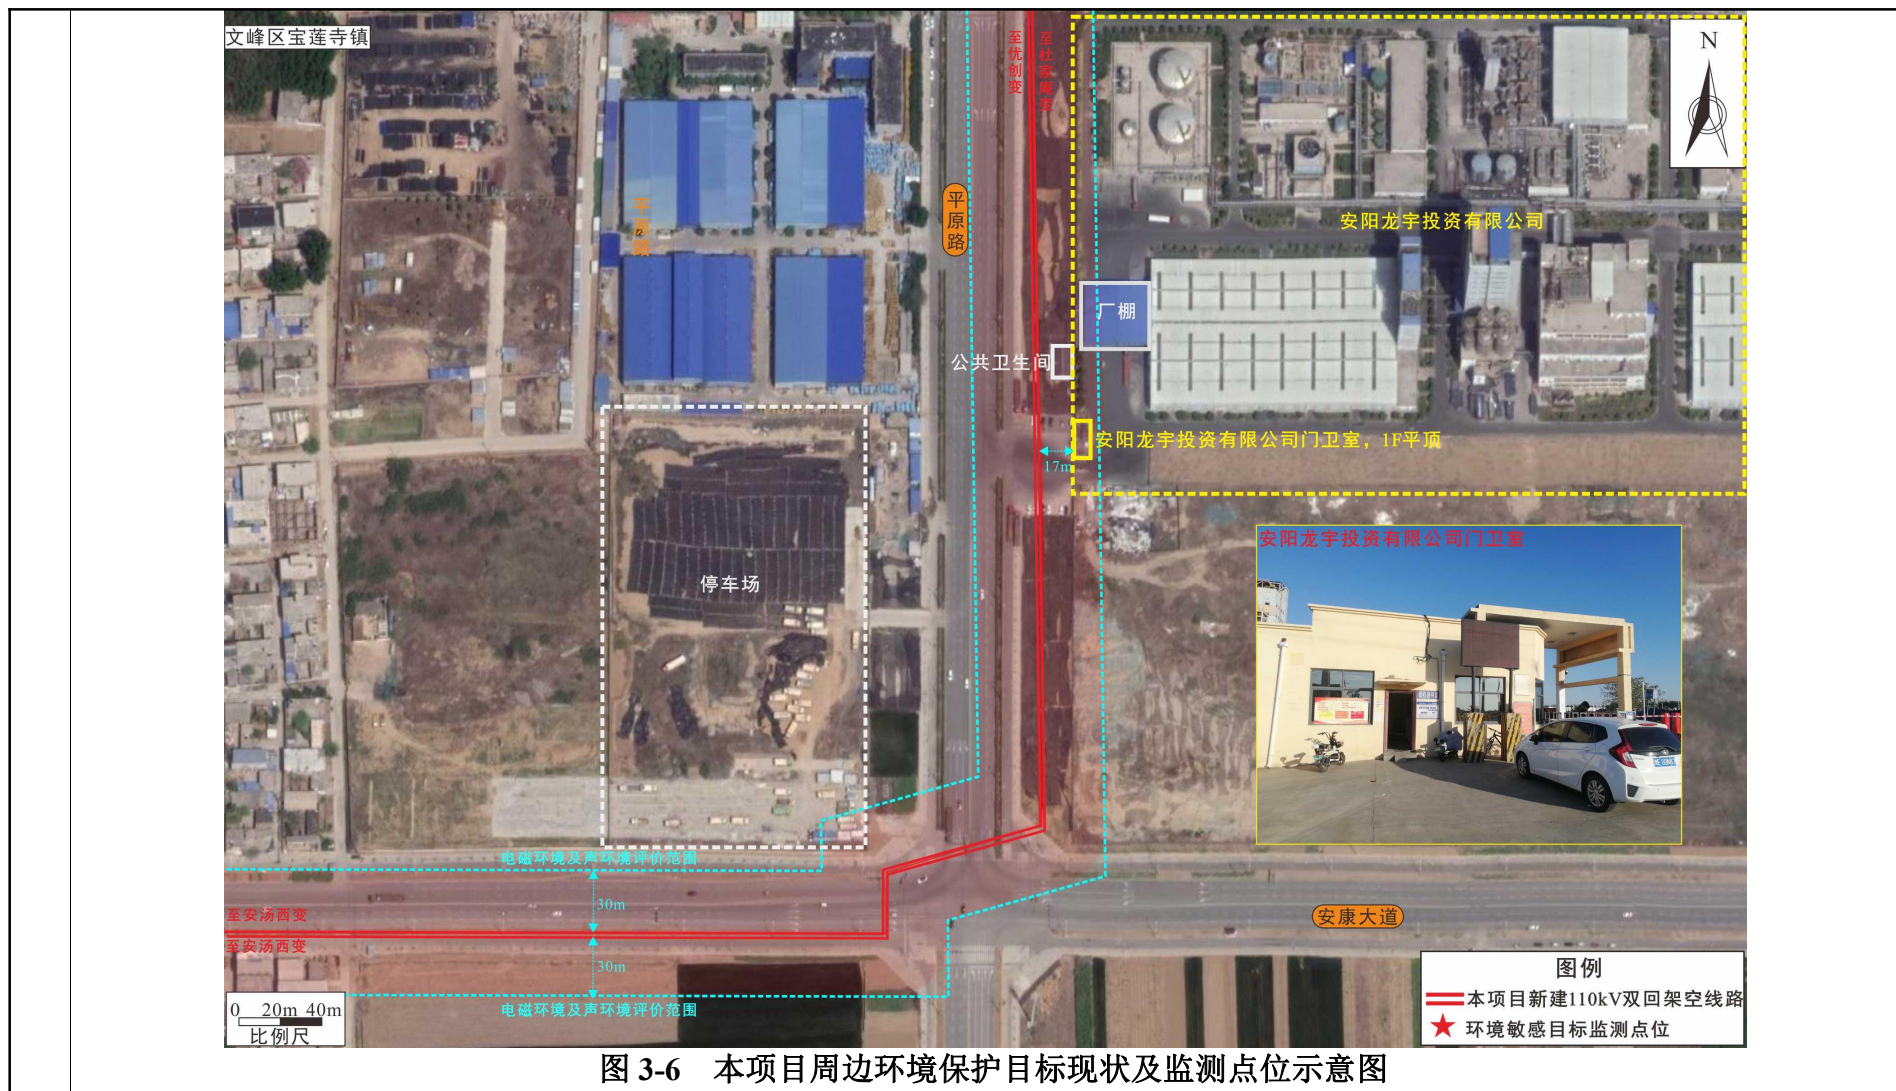 文峰区宝莲寺镇
至优创变
至杜家庵变
N
平原路
平原路
安阳龙宇投资有限公司
厂棚
公共卫生间
安阳龙宇投资有限公司门卫室，1F平顶
17m
安阳龙宇投资有限公司门卫室
停车场
电磁环境及声环境评价范围
30m
至安汤西变
至安汤西变
安康大道
30m
电磁环境及声环境评价范围
0 20m 40m
比例尺
图例
本项目新建110kV双回架空线路
环境敏感目标监测点位
图 3-6 本项目周边环境保护目标现状及监测点位示意图